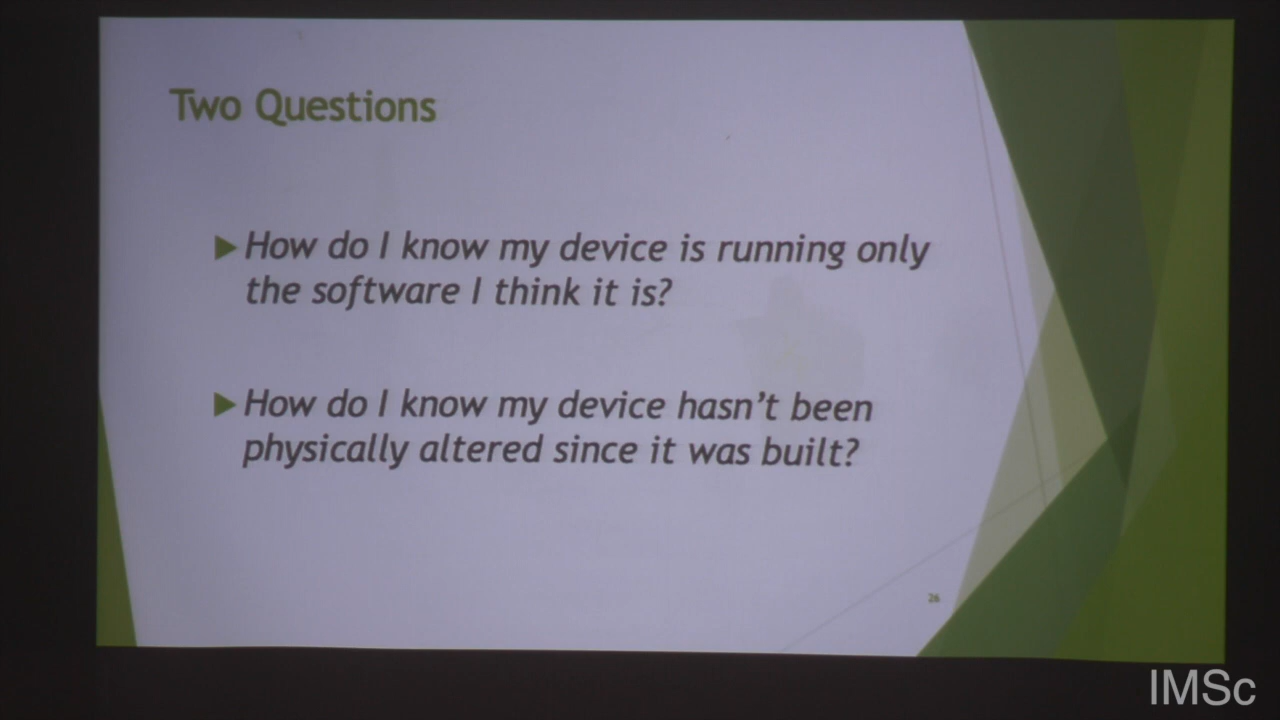 Two Questions
How do I know my device is running only
the software I think it is?
How do I know my device hasn't been
physically altered since it was built?
26
IMSc